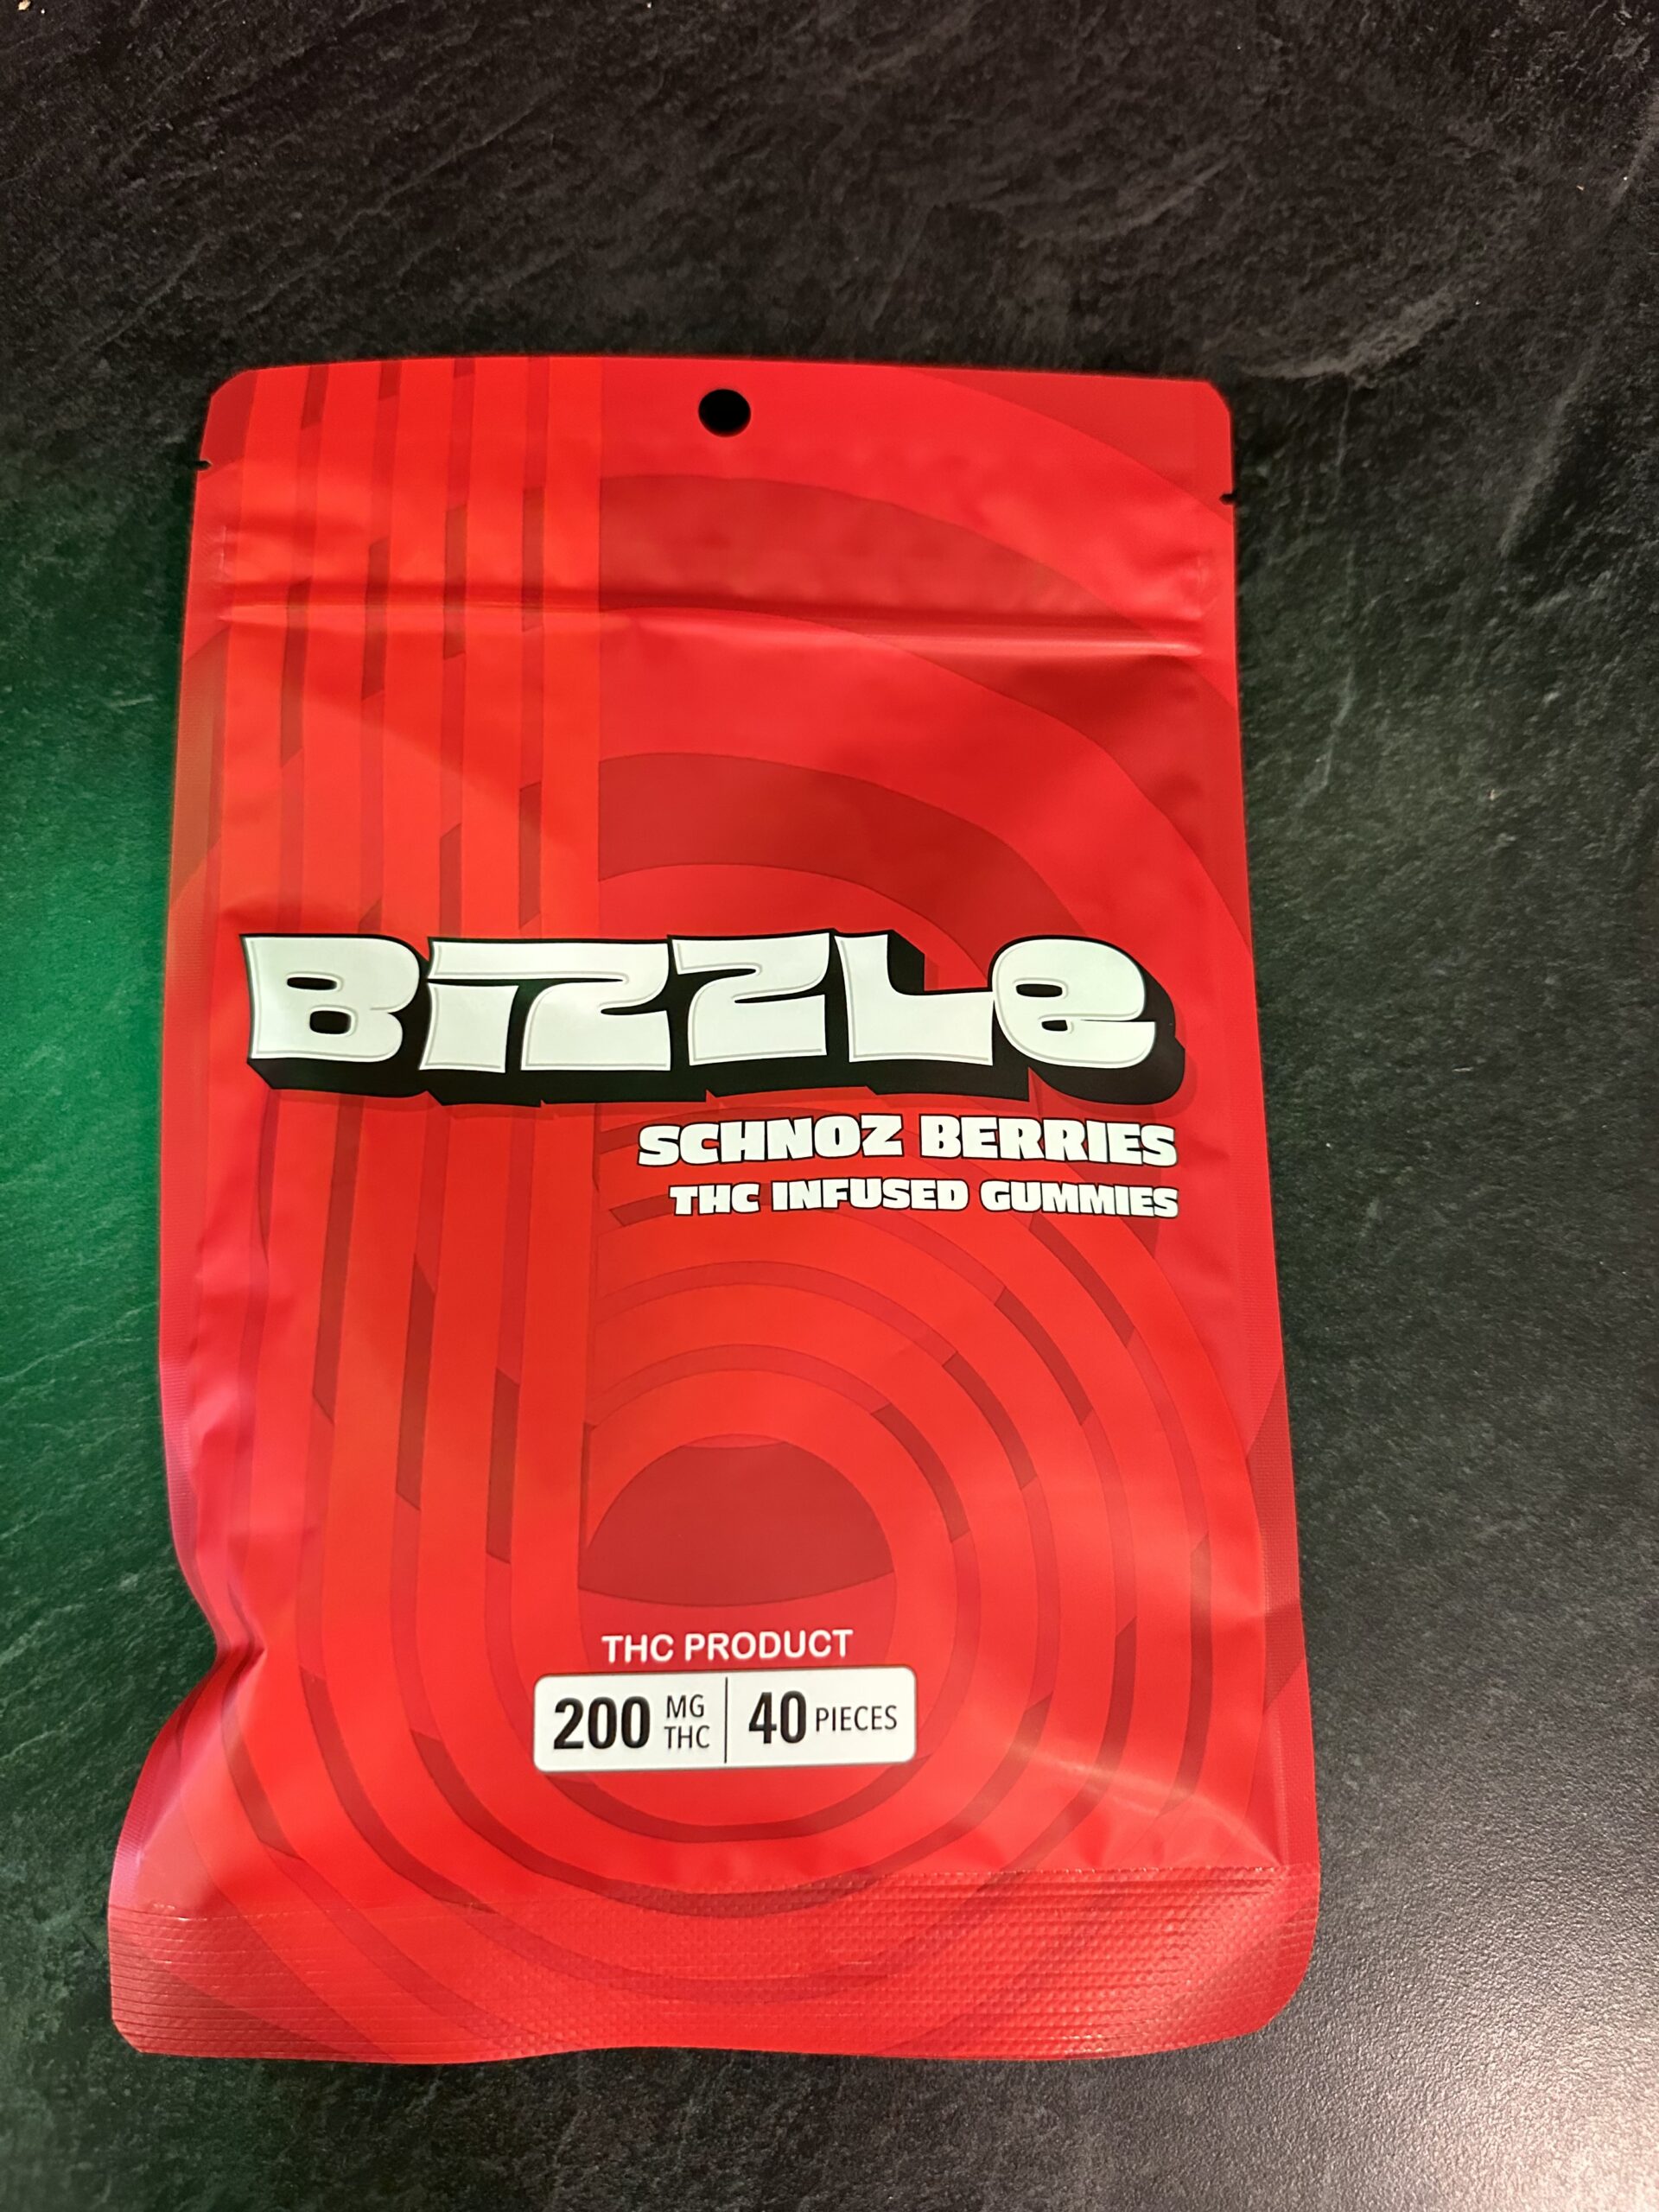 BizzLe
SCHNOZ BERRIES
THC INFUSED GUMMIES
THC PRODUCT
200 MG THC | 40 PIECES